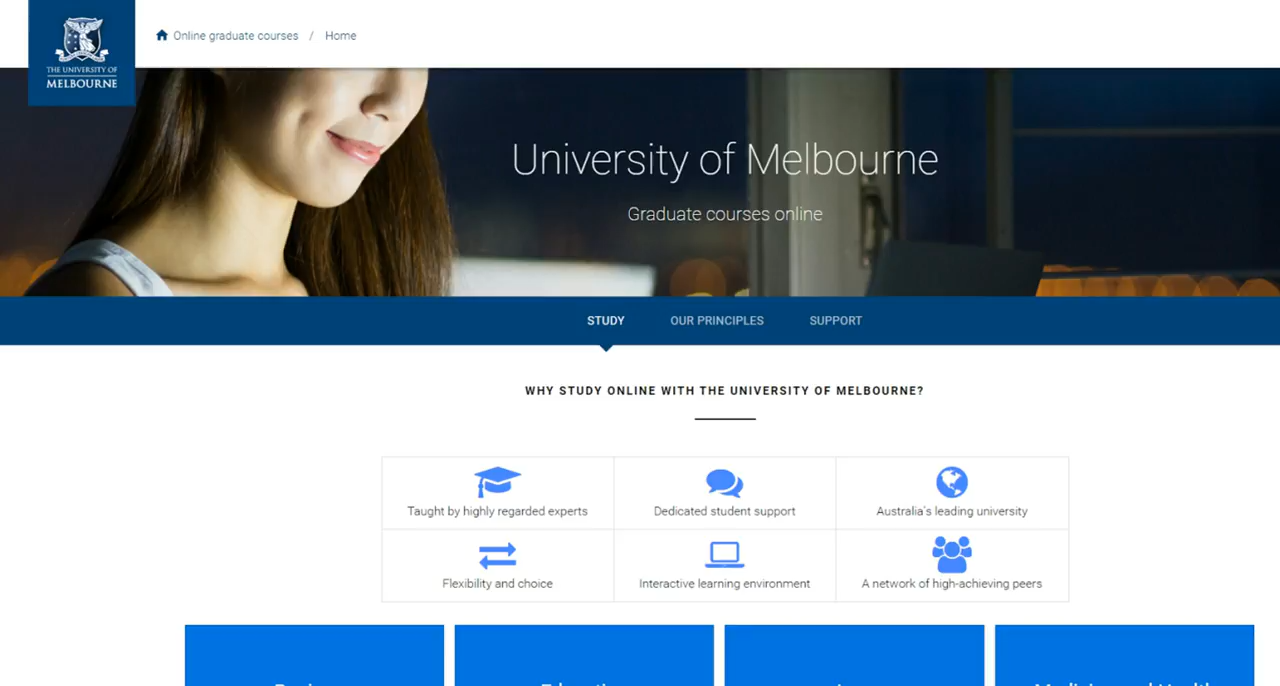 THE UNIVERSITY OF
MELBOURNE
Online graduate courses / Home
University of Melbourne
Graduate courses online
STUDY OUR PRINCIPLES SUPPORT
WHY STUDY ONLINE WITH THE UNIVERSITY OF MELBOURNE?
Taught by highly regarded experts Dedicated student support Australia's leading university
Flexibility and choice Interactive learning environment A network of high-achieving peers